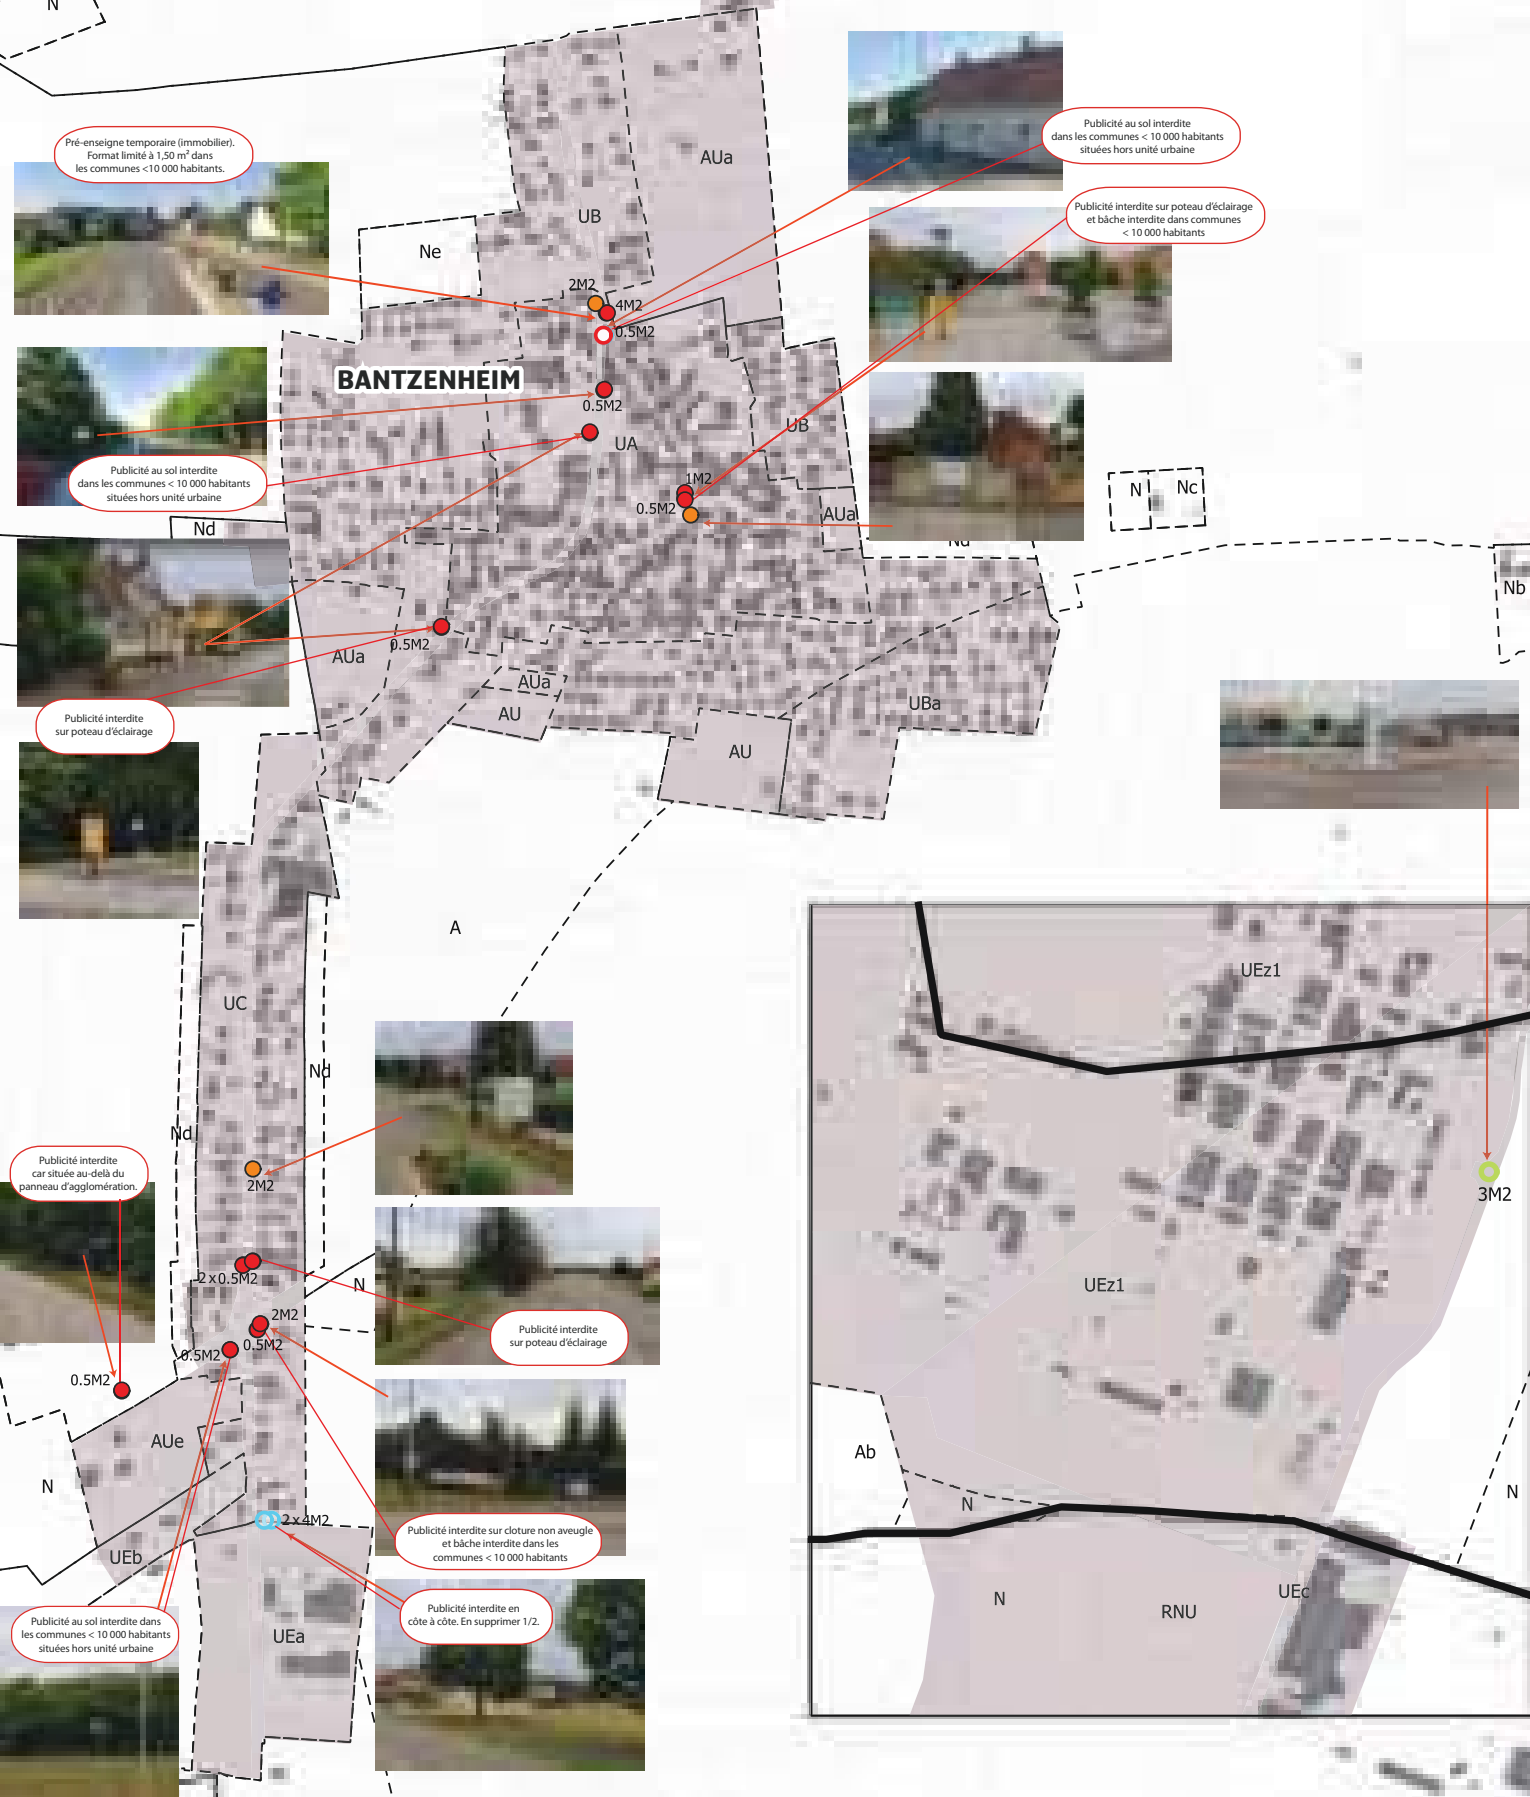 N
Publicité au sol interdite
dans les communes < 10 000 habitants
situées hors unité urbaine
Pré-enseigne temporaire (immobilier).
Format limité à 1,50 m² dans
les communes <10 000 habitants.
AUa
UB
Ne
Publicité interdite sur poteau d'éclairage
et bâche interdite dans communes
< 10 000 habitants
2M2
4M2
0.5M2
BANTZENHEIM
0.5M2
UB
UA
Publicité au sol interdite
dans les communes < 10 000 habitants
situées hors unité urbaine
1M2
0.5M2
AUa
N
Nc
Nd
Nd
Nb
0.5M2
AUa
AUa
AU
UBa
Publicité interdite
sur poteau d'éclairage
AU
A
UEz1
UC
Nd
Nd
Publicité interdite
car située au-delà du
panneau d'agglomération.
2M2
3M2
2x0.5M2
N
UEz1
2M2
0.5M2
0.5M2
Publicité interdite
sur poteau d'éclairage
0.5M2
AUe
Ab
N
N
N
2x4M2
Publicité interdite sur cloture non aveugle
et bâche interdite dans les
communes < 10 000 habitants
UEb
UEc
N
RNU
Publicité interdite en
côte à côte. En supprimer 1/2.
Publicité au sol interdite dans
les communes < 10 000 habitants
situées hors unité urbaine
UEa